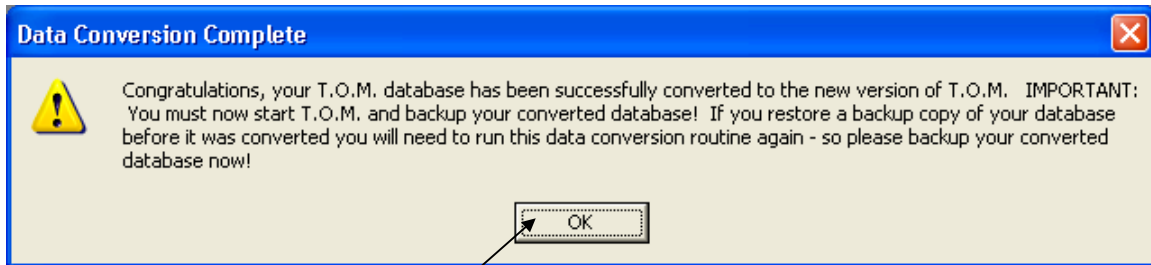 Data Conversion Complete
Congratulations, your T.O.M. database has been successfully converted to the new version of T.O.M.   IMPORTANT:
You must now start T.O.M. and backup your converted database!  If you restore a backup copy of your database
before it was converted you will need to run this data conversion routine again - so please backup your converted
database now!
OK